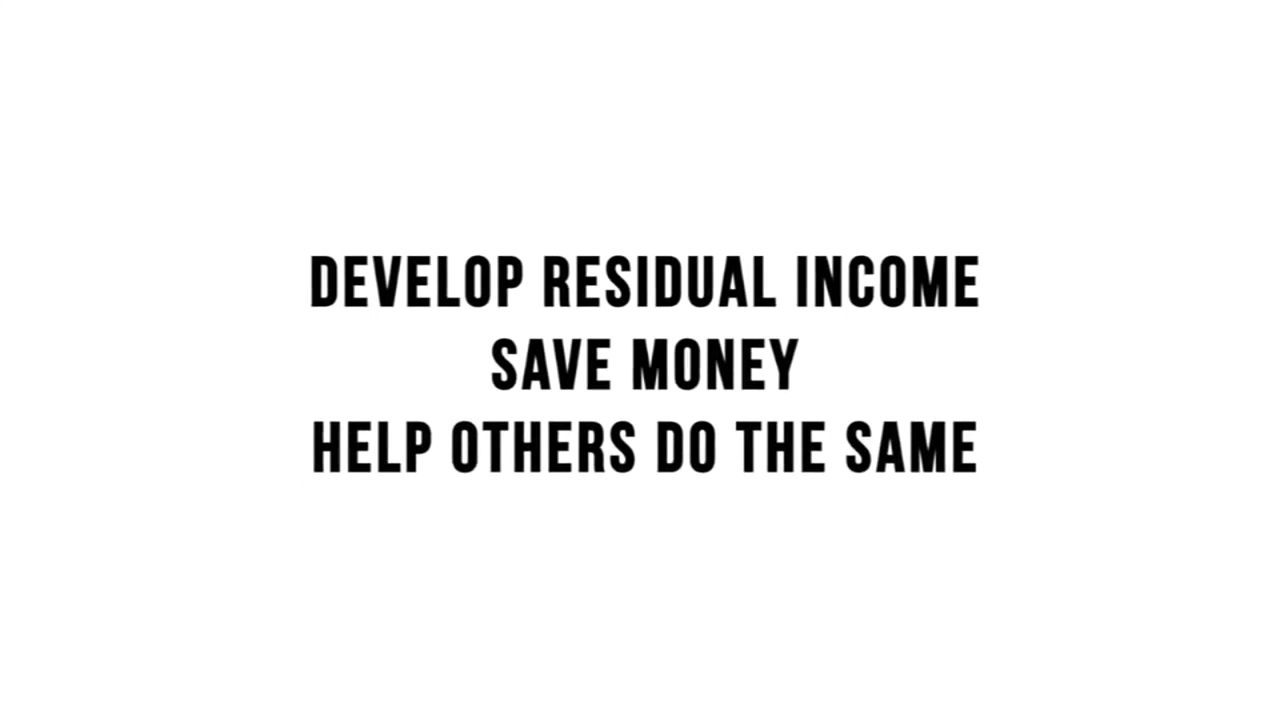 DEVELOP RESIDUAL INCOME
SAVE MONEY
HELP OTHERS DO THE SAME